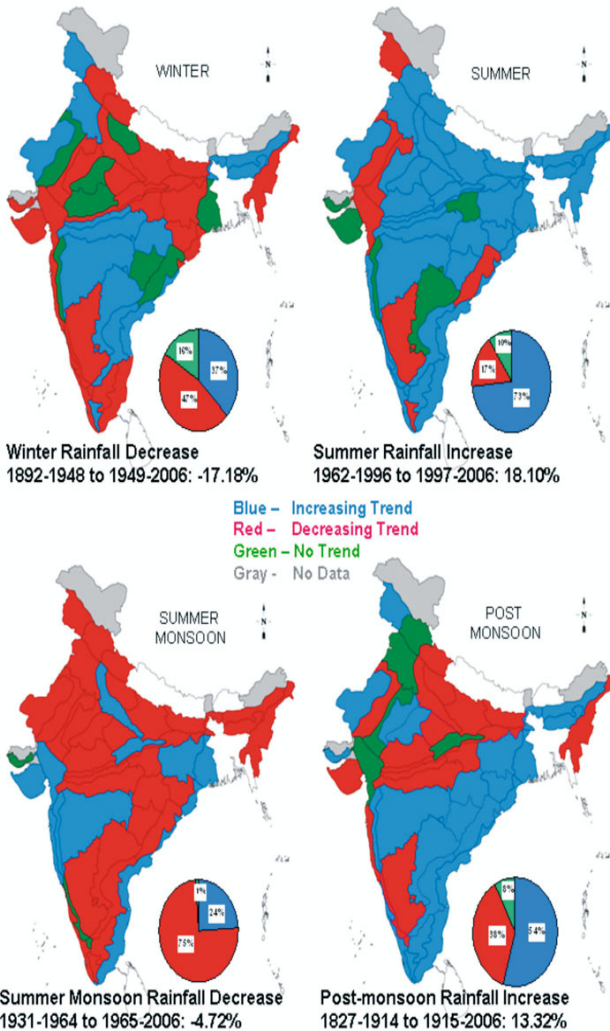 WINTER
N
16%
37%
47%
Winter Rainfall Decrease
1892-1948 to 1949-2006: -17.18%
SUMMER
N
10%
17%
73%
Summer Rainfall Increase
1962-1996 to 1997-2006: 18.10%
Blue – Increasing Trend
Red – Decreasing Trend
Green – No Trend
Gray - No Data
SUMMER
MONSOON
N
1%
24%
75%
Summer Monsoon Rainfall Decrease
1931-1964 to 1965-2006: -4.72%
POST
MONSOON
N
8%
38%
54%
Post-monsoon Rainfall Increase
1827-1914 to 1915-2006: 13.32%